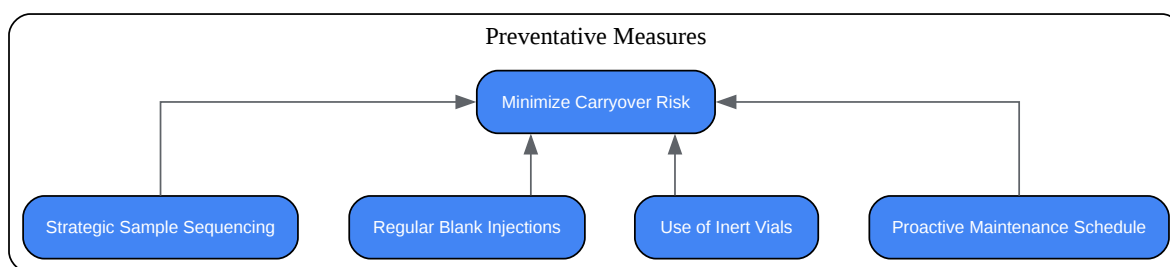 Preventative Measures
Minimize Carryover Risk
Strategic Sample Sequencing
Regular Blank Injections
Use of Inert Vials
Proactive Maintenance Schedule